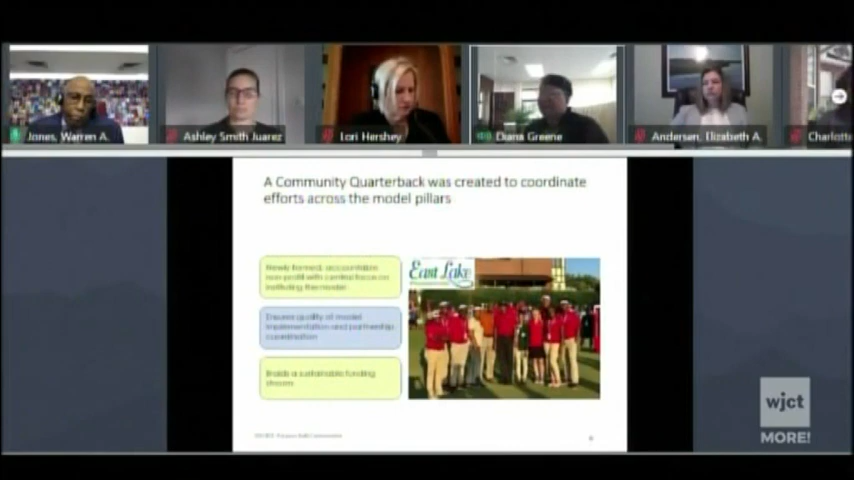 Jones, Warren A.
Ashley Smith Juarez
Lori Hershey
Diana Greene
Andersen, Elizabeth A.
Charlott
A Community Quarterback was created to coordinate
efforts across the model pillars
Newly formed, accountable
non-profit with central focus on
instituting the model
Ensures quality of model
implementation and partnership
coordination
Builds a sustainable funding
stream
East Lake
wjct
MORE!